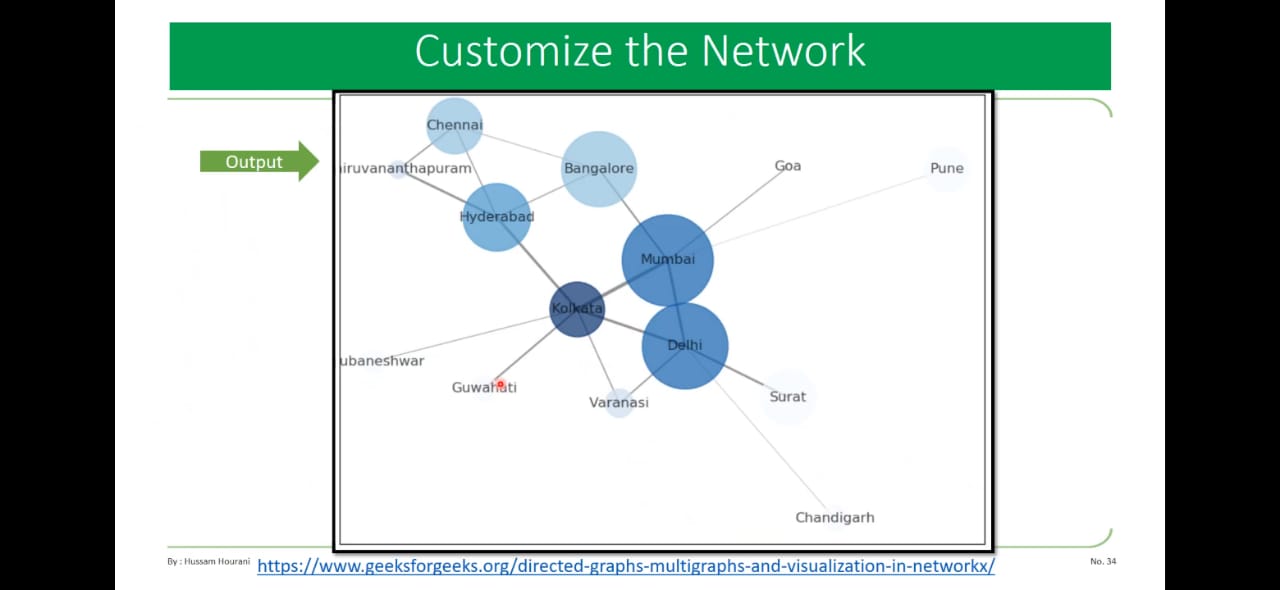 Customize the Network
Output
Chennai
iruvananthapuram
Bangalore
Goa
Pune
Hyderabad
Mumbai
Kolkata
Delhi
ubaneshwar
Guwahati
Varanasi
Surat
Chandigarh
By : Hussam Hourani
https://www.geeksforgeeks.org/directed-graphs-multigraphs-and-visualization-in-networkx/
No. 34